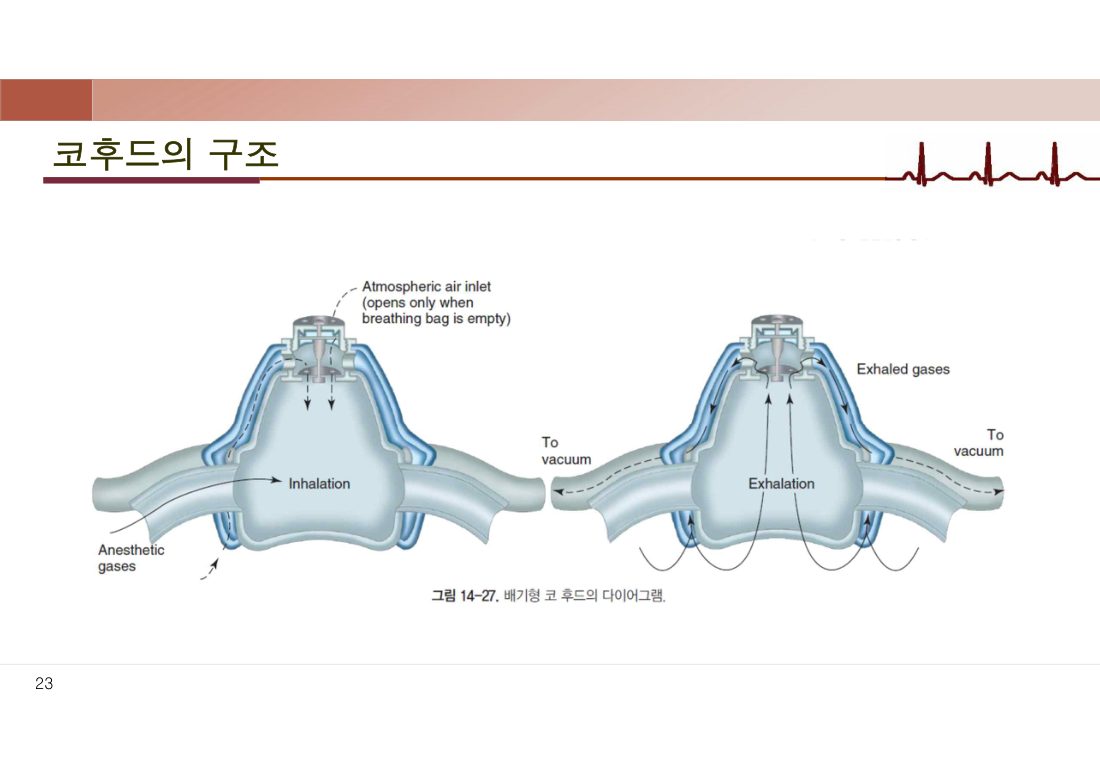 코후드의 구조
Atmospheric air inlet
(opens only when
breathing bag is empty)
Inhalation
Anesthetic
gases
Exhaled gases
To
vacuum
To
vacuum
Exhalation
그림 14-27. 배기형 코 후드의 다이어그램.
23